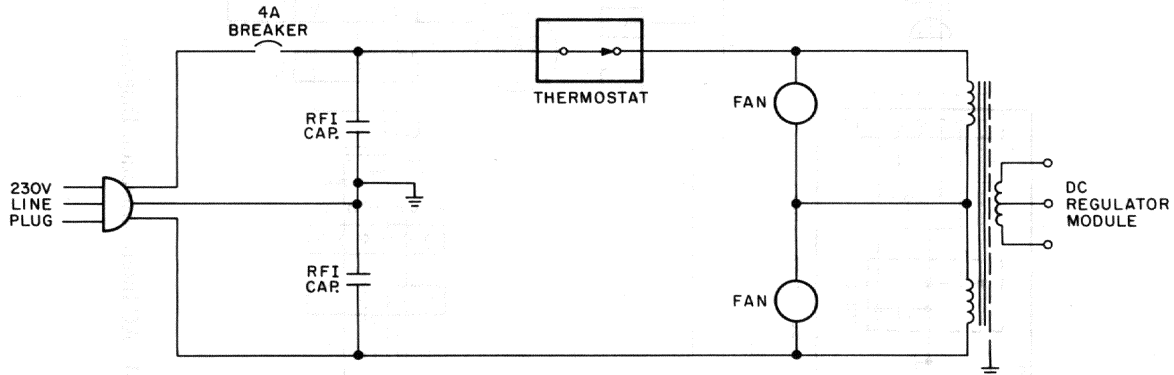 4A
BREAKER
THERMOSTAT
RFI
CAP.
FAN
230V
LINE
PLUG
DC
REGULATOR
MODULE
RFI
CAP.
FAN